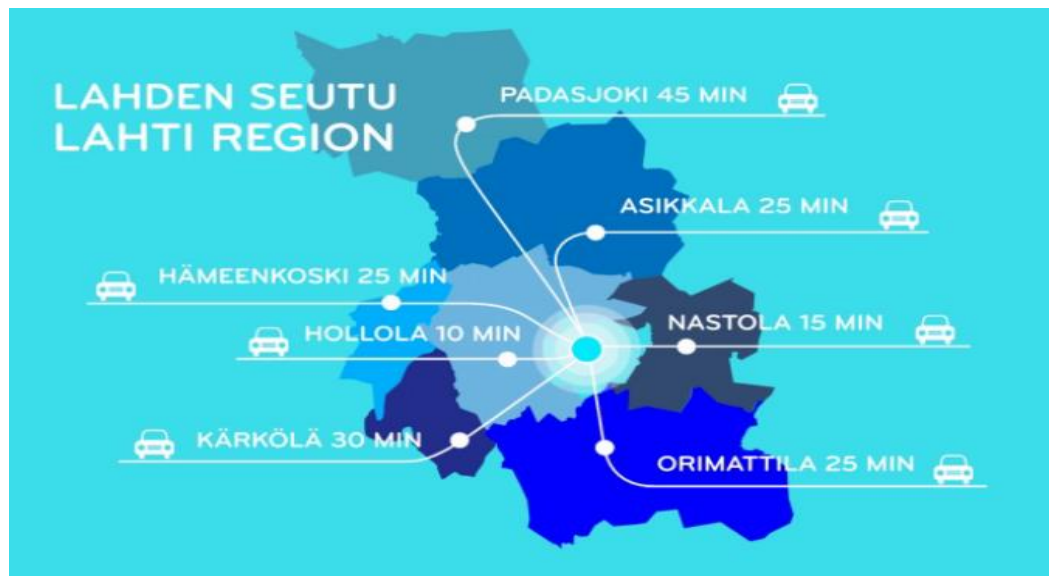 LAHDEN SEUTU
LAHTI REGION
PADASJOKI 45 MIN
ASIKKALA 25 MIN
HÄMEENKOSKI 25 MIN
HOLLOLA 10 MIN
NASTOLA 15 MIN
KÄRKÖLÄ 30 MIN
ORIMATTILA 25 MIN